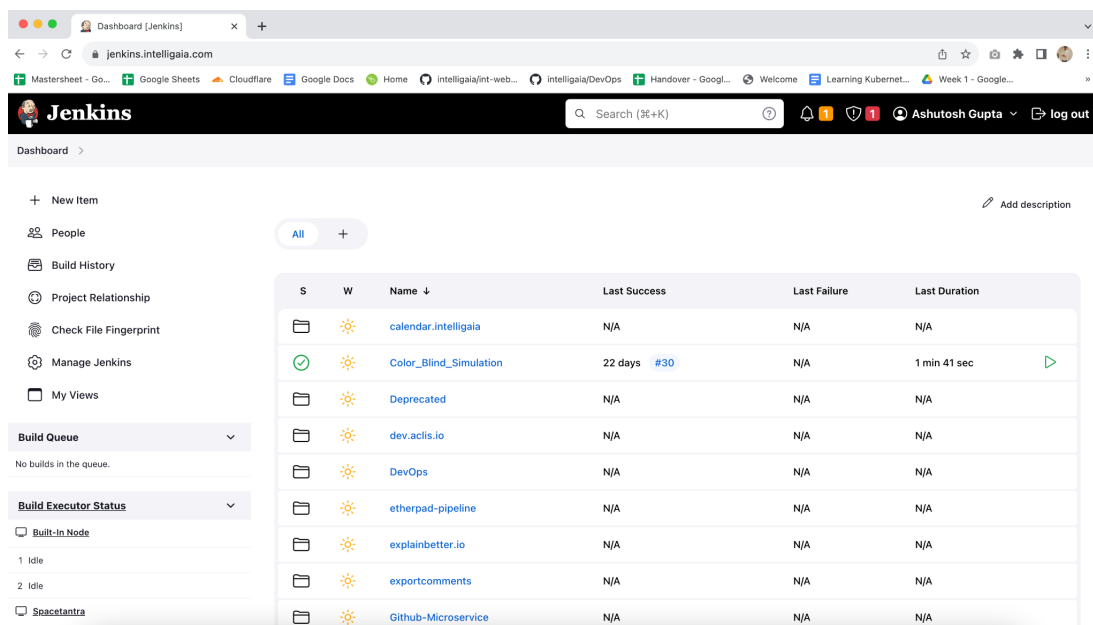 Dashboard [Jenkins]
jenkins.intelligaia.com
Mastersheet - Go... Google Sheets Cloudflare Google Docs Home intelligaia/int-web... intelligaia/DevOps Handover - Googl... Welcome Learning Kubernet... Week 1 - Google... »
Jenkins Search (⌘+K) ? 1 1 Ashutosh Gupta log out
Dashboard
New Item
Add description
People
All +
Build History
S W Name ↓ Last Success Last Failure Last Duration
Project Relationship
calendar.intelligaia N/A N/A N/A
Check File Fingerprint
Color_Blind_Simulation 22 days #30 N/A 1 min 41 sec
Manage Jenkins
Deprecated N/A N/A N/A
My Views
dev.aclis.io N/A N/A N/A
Build Queue
No builds in the queue.
DevOps N/A N/A N/A
Build Executor Status
etherpad-pipeline N/A N/A N/A
Built-In Node
explainbetter.io N/A N/A N/A
1 Idle
exportcomments N/A N/A N/A
2 Idle
Spacetantra
Github-Microservice N/A N/A N/A